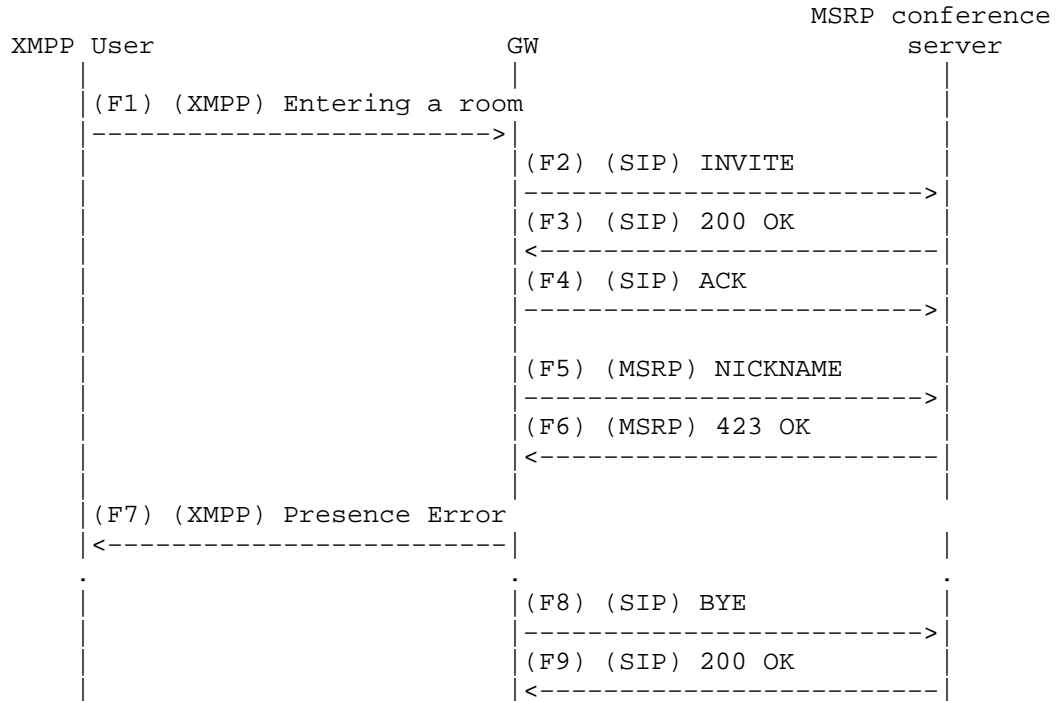 MSRP conference
XMPP User GW server
(F1) (XMPP) Entering a room
(F2) (SIP) INVITE
(F3) (SIP) 200 OK
(F4) (SIP) ACK
(F5) (MSRP) NICKNAME
(F6) (MSRP) 423 OK
(F7) (XMPP) Presence Error
(F8) (SIP) BYE
(F9) (SIP) 200 OK